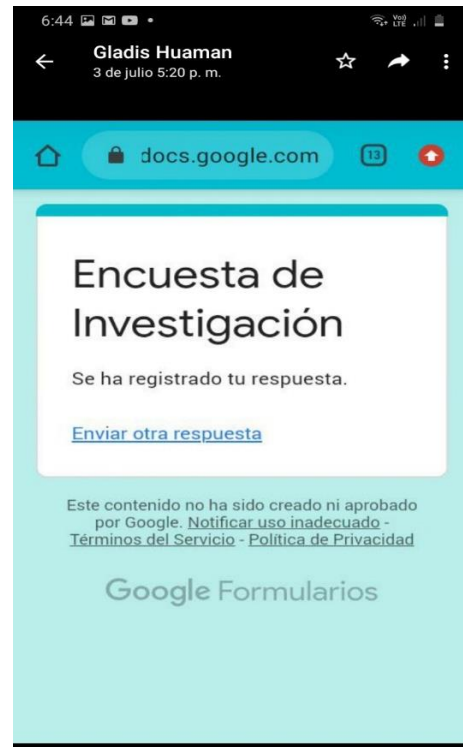 6:44
VoI) LTE
Gladis Huaman
3 de julio 5:20 p. m.
docs.google.com
13
Encuesta de
Investigación
Se ha registrado tu respuesta.
Enviar otra respuesta
Este contenido no ha sido creado ni aprobado
por Google. Notificar uso inadecuado -
Términos del Servicio - Política de Privacidad
Google Formularios